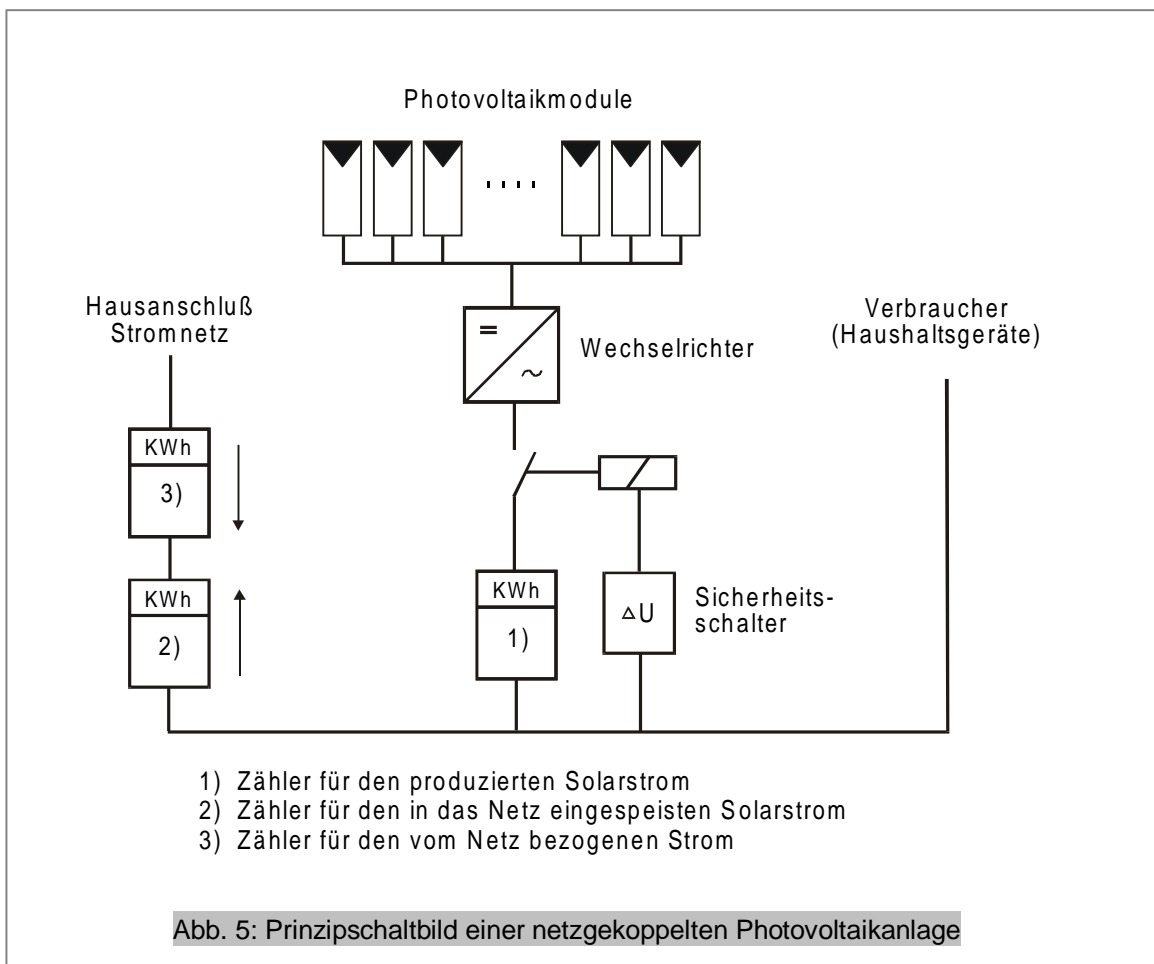 Photovoltaikmodule
Hausanschluß
Stromnetz
Wechselrichter
Verbraucher
(Haushaltsgeräte)
KWh
3)
KWh
2)
KWh
1)
ΔU
Sicherheits-
schalter
1) Zähler für den produzierten Solarstrom
2) Zähler für den in das Netz eingespeisten Solarstrom
3) Zähler für den vom Netz bezogenen Strom
Abb. 5: Prinzipschaltbild einer netzgekoppelten Photovoltaikanlage